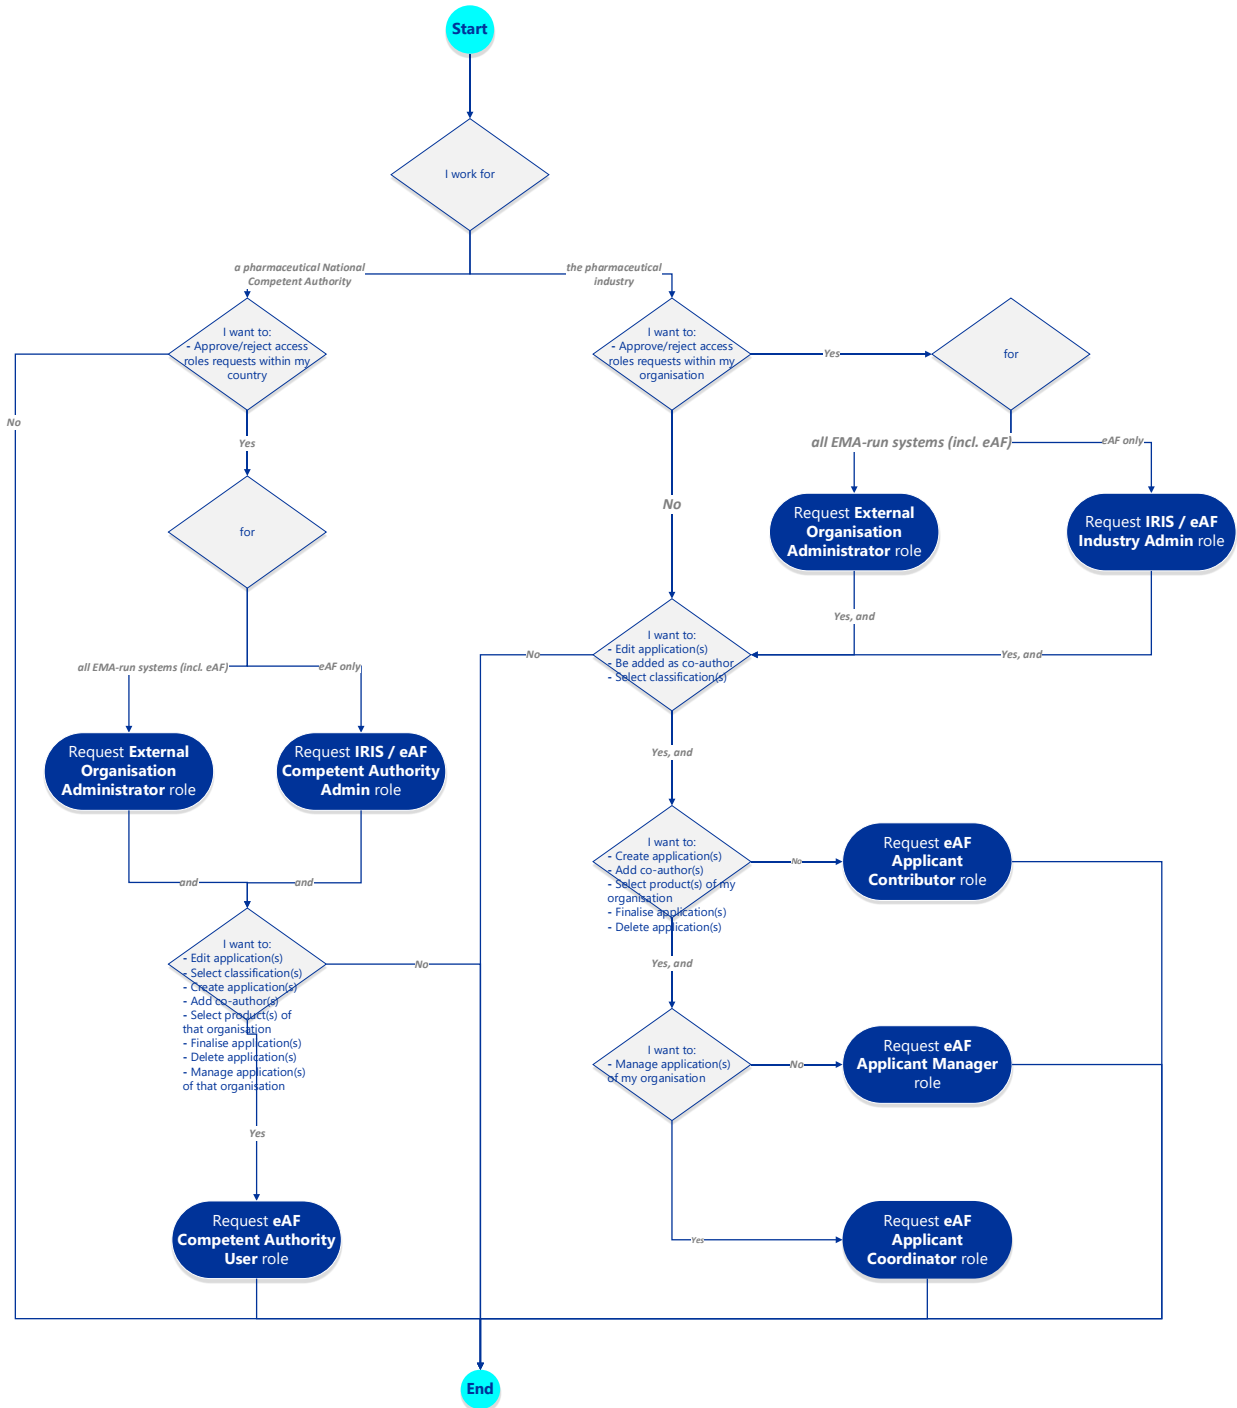 Start
I work for
a pharmaceutical National
Competent Authority
the pharmaceutical
industry
I want to:
- Approve/reject access
roles requests within my
country
I want to:
- Approve/reject access
roles requests within my
organisation
Yes
for
No
Yes
all EMA-run systems (incl. eAF)
eAF only
for
No
Request External
Organisation
Administrator role
Request IRIS / eAF
Industry Admin role
Yes, and
I want to:
- Edit application(s)
- Be added as co-author
- Select classification(s)
No
Yes, and
all EMA-run systems (incl. eAF)
eAF only
Request External
Organisation
Administrator role
Request IRIS / eAF
Competent Authority
Admin role
Yes, and
I want to:
- Create application(s)
- Add co-author(s)
- Select product(s) of my
organisation
- Finalise application(s)
- Delete application(s)
No
Request eAF
Applicant
Contributor role
and
and
I want to:
- Edit application(s)
- Select classification(s)
- Create application(s)
- Add co-author(s)
- Select product(s) of
that organisation
- Finalise application(s)
- Delete application(s)
- Manage application(s)
of that organisation
No
Yes, and
I want to:
- Manage application(s)
of my organisation
No
Request eAF
Applicant Manager
role
Yes
Request eAF
Competent Authority
User role
Yes
Request eAF
Applicant
Coordinator role
End